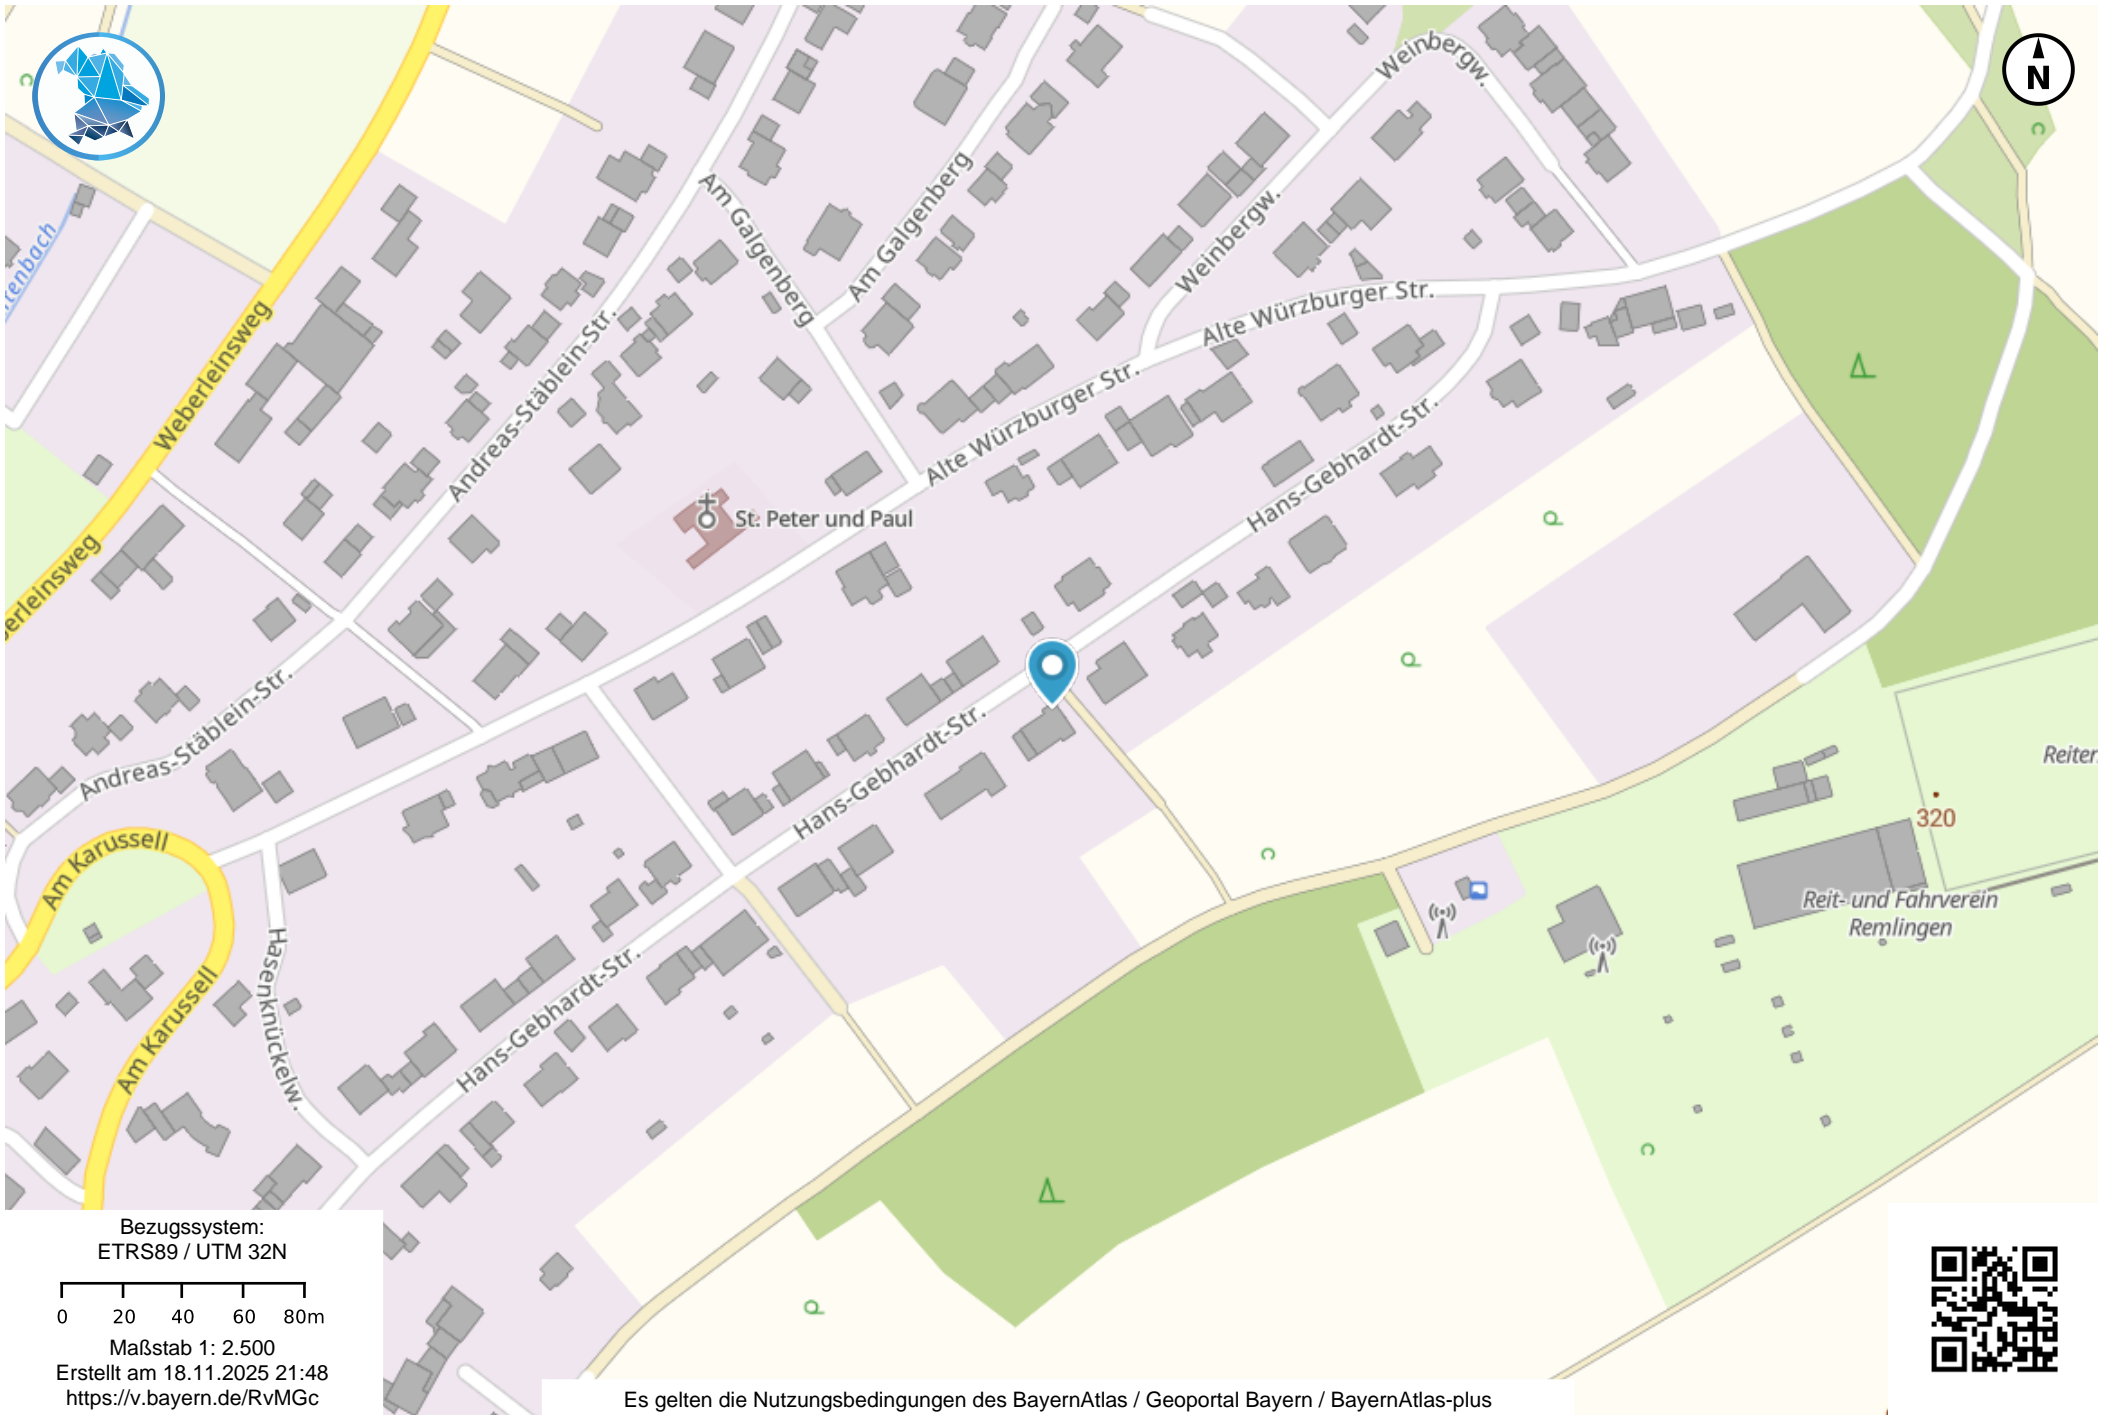 N
Weinbergw.
Am Galgenberg
Am Galgenberg
Weinbergw.
Alte Würzburger Str.
Weberleinsweg
Andreas-Stäblein-Str.
Alte Würzburger Str.
Hans-Gebhardt-Str.
St. Peter und Paul
Andreas-Stäblein-Str.
Hans-Gebhardt-Str.
Am Karussell
Am Karussell
Hasenknückelw.
Hans-Gebhardt-Str.
320
Reit- und Fahrverein
Remlingen
tenbach
erleinsweg
Reiter
Bezugssystem:
ETRS89 / UTM 32N
0 20 40 60 80m
Maßstab 1: 2.500
Erstellt am 18.11.2025 21:48
https://v.bayern.de/RvMGc
Es gelten die Nutzungsbedingungen des BayernAtlas / Geoportal Bayern / BayernAtlas-plus